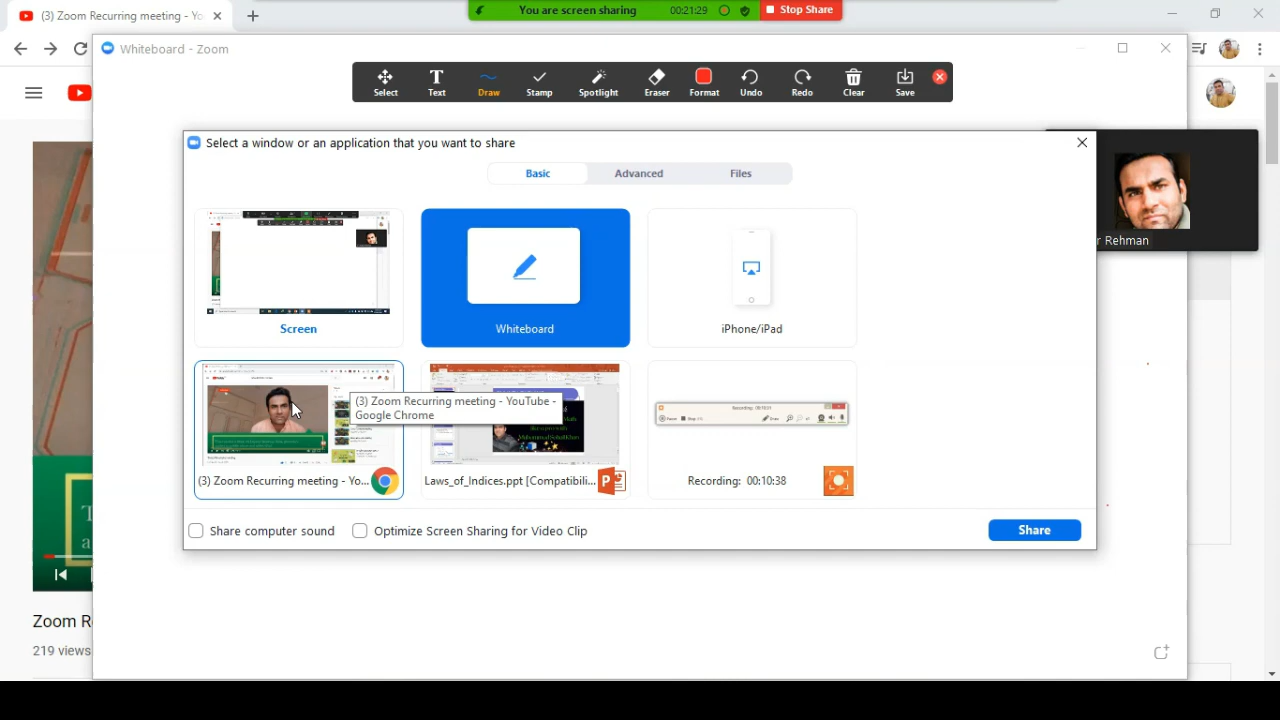 (3) Zoom Recurring meeting - Yo
You are screen sharing
00:21:29
Stop Share
Whiteboard - Zoom
Select
Text
Draw
Stamp
Spotlight
Eraser
Format
Undo
Redo
Clear
Save
Select a window or an application that you want to share
Basic
Advanced
Files
r Rehman
Screen
Whiteboard
iPhone/iPad
(3) Zoom Recurring meeting - YouTube -
Google Chrome
(3) Zoom Recurring meeting - Yo...
Laws_of_Indices.ppt [Compatibili...
Recording: 00:10:38
Share computer sound
Optimize Screen Sharing for Video Clip
Share
Zoom R
219 views